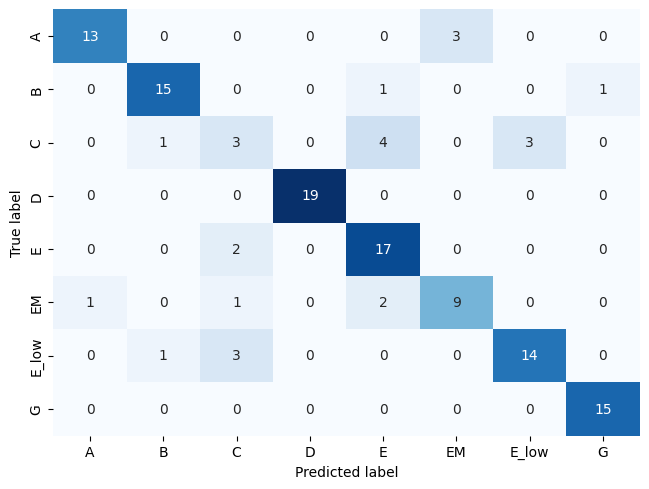 True label
A 13 0 0 0 0 3 0 0
B 0 15 0 0 1 0 0 1
C 0 1 3 0 4 0 3 0
D 0 0 0 19 0 0 0 0
E 0 0 2 0 17 0 0 0
EM 1 0 1 0 2 9 0 0
E_low 0 1 3 0 0 0 14 0
G 0 0 0 0 0 0 0 15
A B C D E EM E_low G
Predicted label